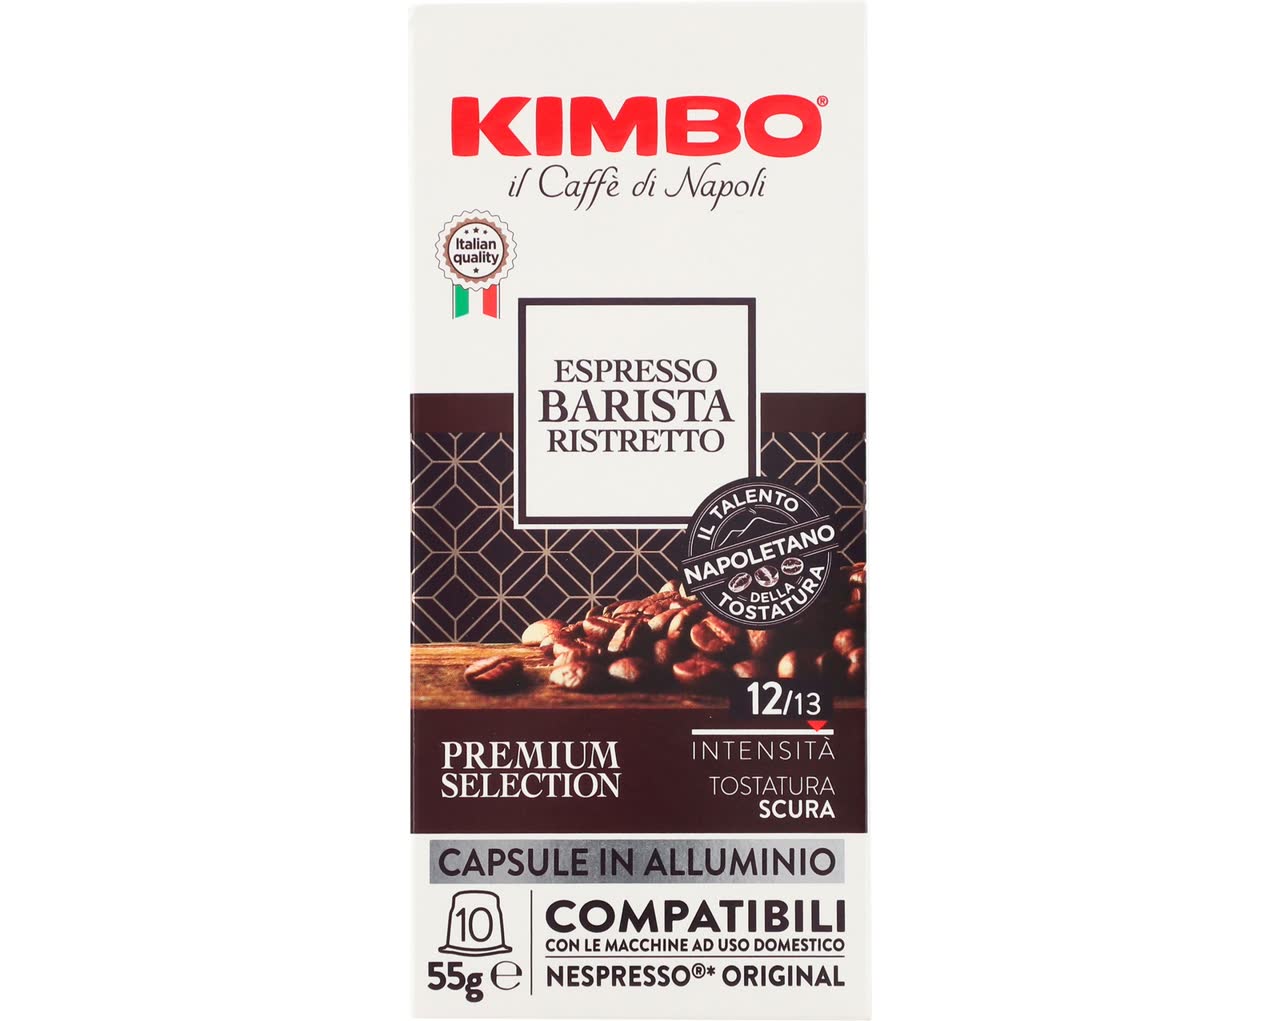 KIMBO®
il Caffè di Napoli
Italian
quality
ESPRESSO
BARISTA
RISTRETTO
IL TALENTO
NAPOLETANO
DELLA
TOSTATURA
12/13
INTENSITÀ
TOSTATURA
SCURA
PREMIUM
SELECTION
CAPSULE IN ALLUMINIO
10
55g ℮
COMPATIBILI
CON LE MACCHINE AD USO DOMESTICO
NESPRESSO®* ORIGINAL